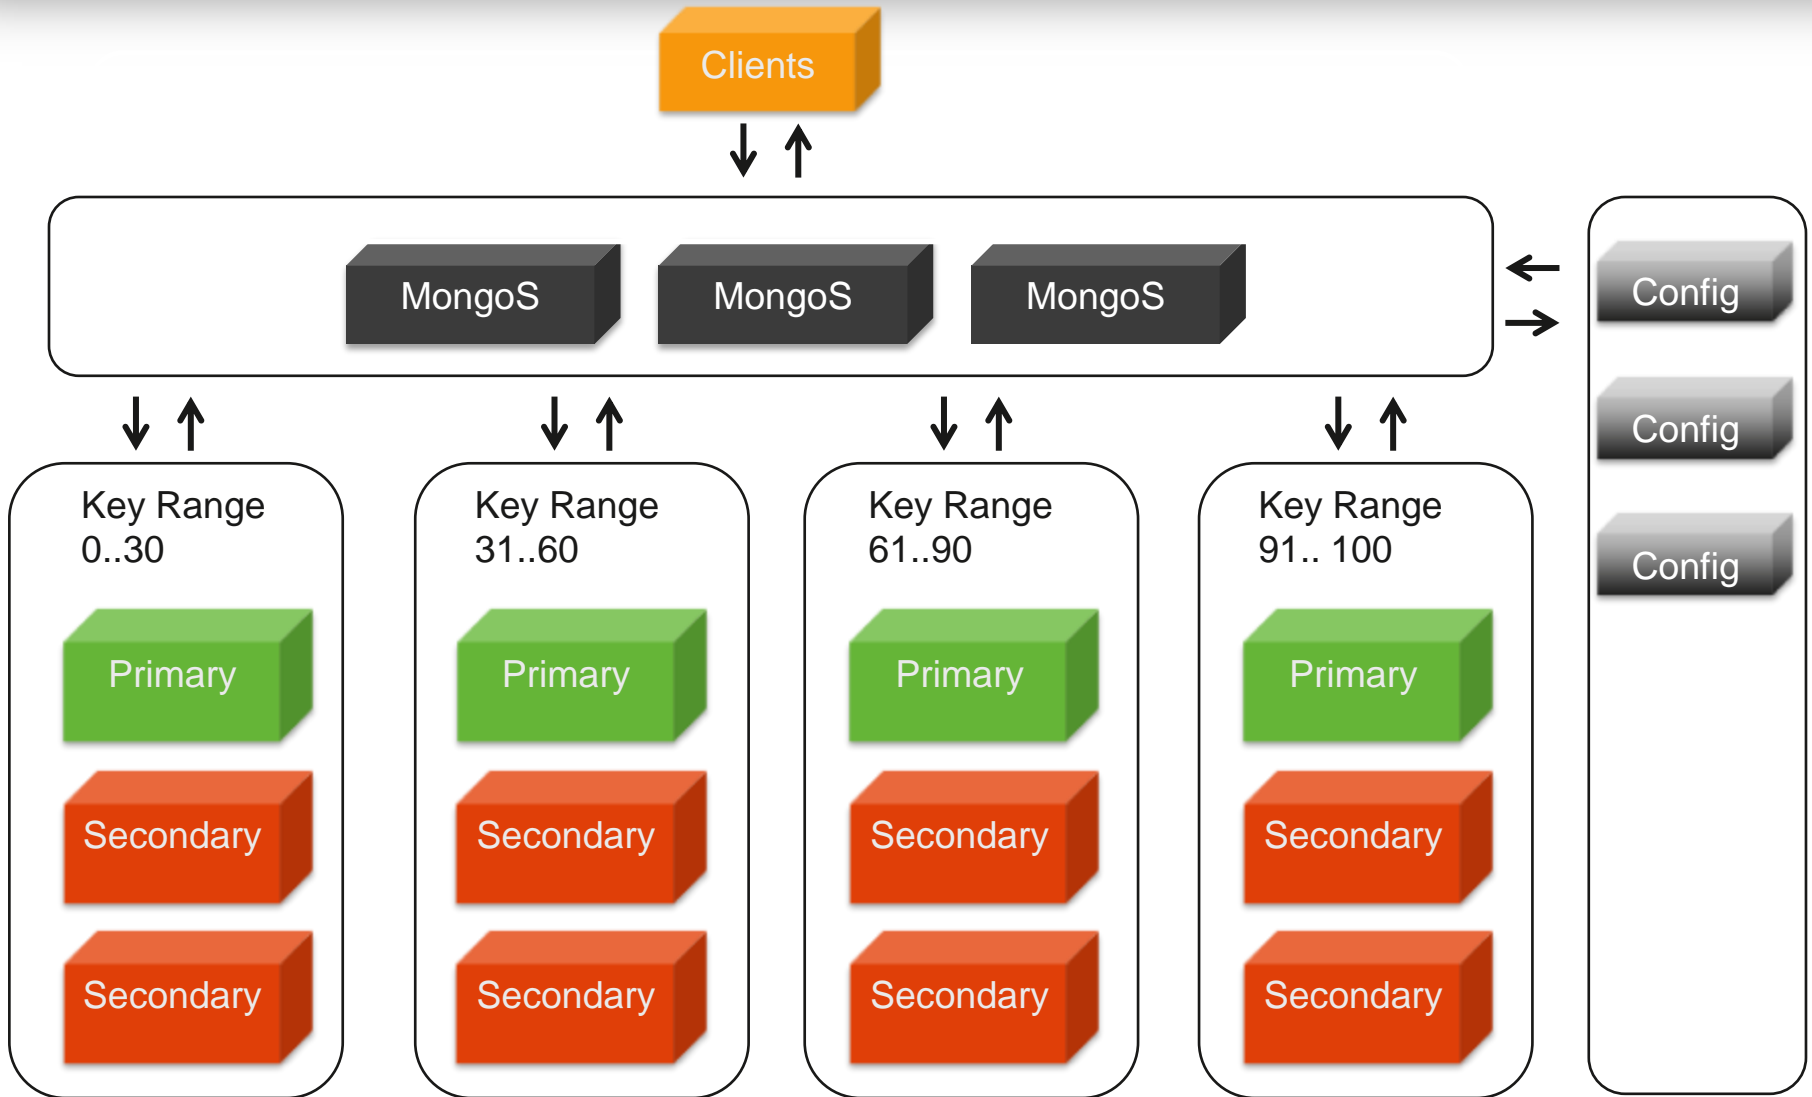 Clients
MongoS MongoS MongoS
Config
Config
Config
Key Range
0..30
Primary
Secondary
Secondary
Key Range
31..60
Primary
Secondary
Secondary
Key Range
61..90
Primary
Secondary
Secondary
Key Range
91.. 100
Primary
Secondary
Secondary